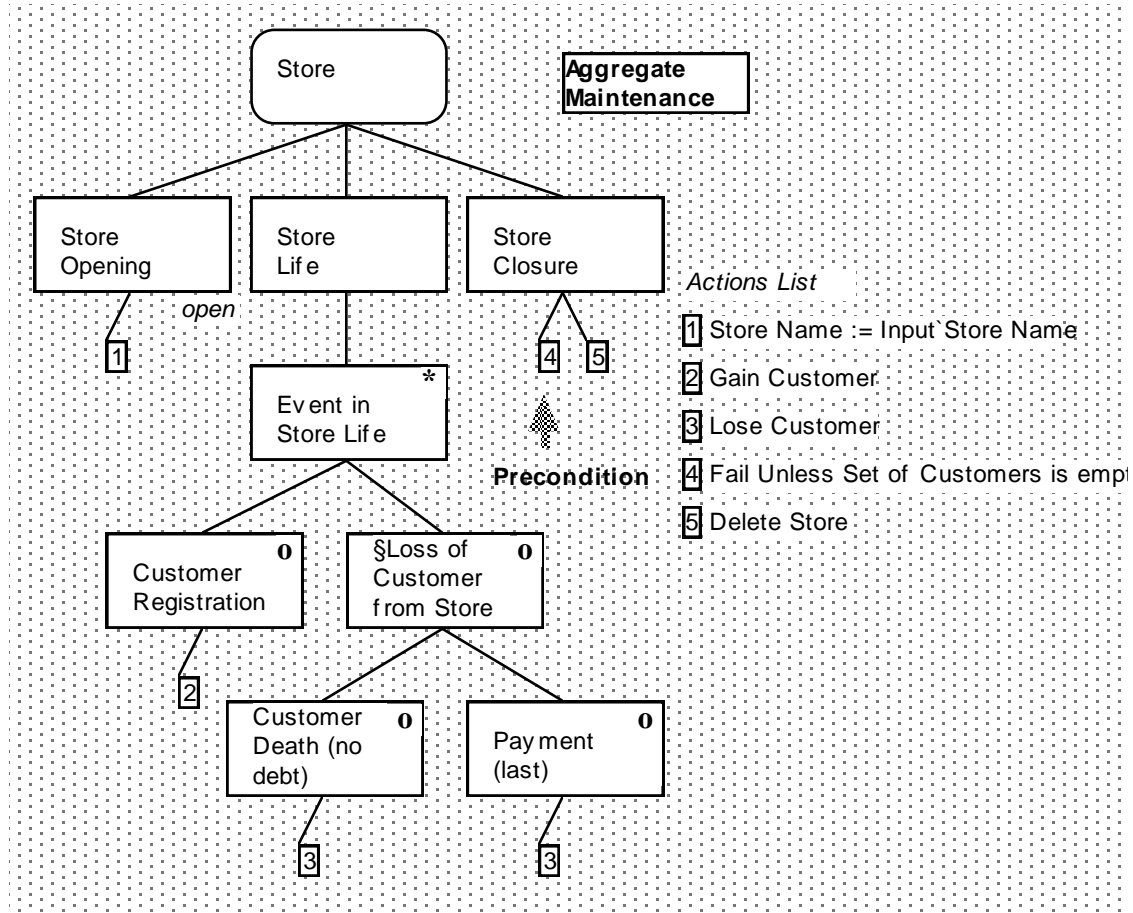 Store
Aggregate
Maintenance
Store
Opening
Store
Life
Store
Closure
open
1
4
5
Actions List
1 Store Name := Input`Store Name
2 Gain Customer
3 Lose Customer
4 Fail Unless Set of Customers is empt
5 Delete Store
*
Event in
Store Life
Precondition
o
Customer
Registration
§Loss of
Customer
from Store
o
2
Customer
Death (no
debt)
o
Payment
(last)
o
3
3